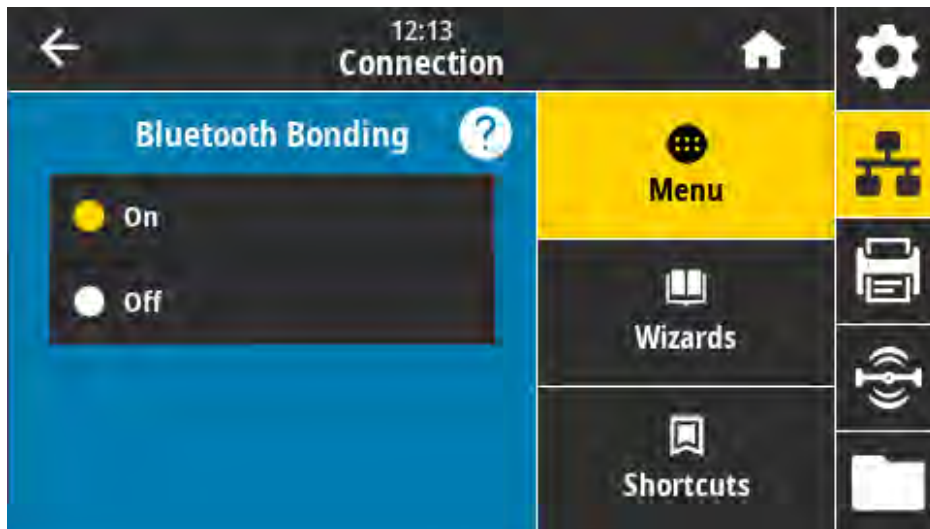 12:13
Connection
Bluetooth Bonding ?
On
Off
Menu
Wizards
Shortcuts